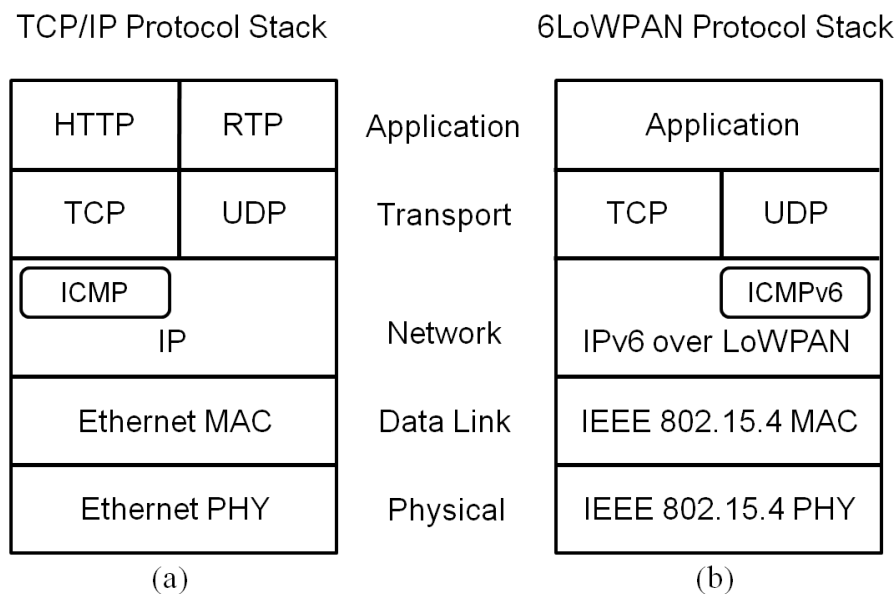 TCP/IP Protocol Stack
6LoWPAN Protocol Stack
HTTP
RTP
Application
Application
TCP
UDP
Transport
TCP
UDP
ICMP
IP
Network
ICMPv6
IPv6 over LoWPAN
Ethernet MAC
Data Link
IEEE 802.15.4 MAC
Ethernet PHY
Physical
IEEE 802.15.4 PHY
(a)
(b)